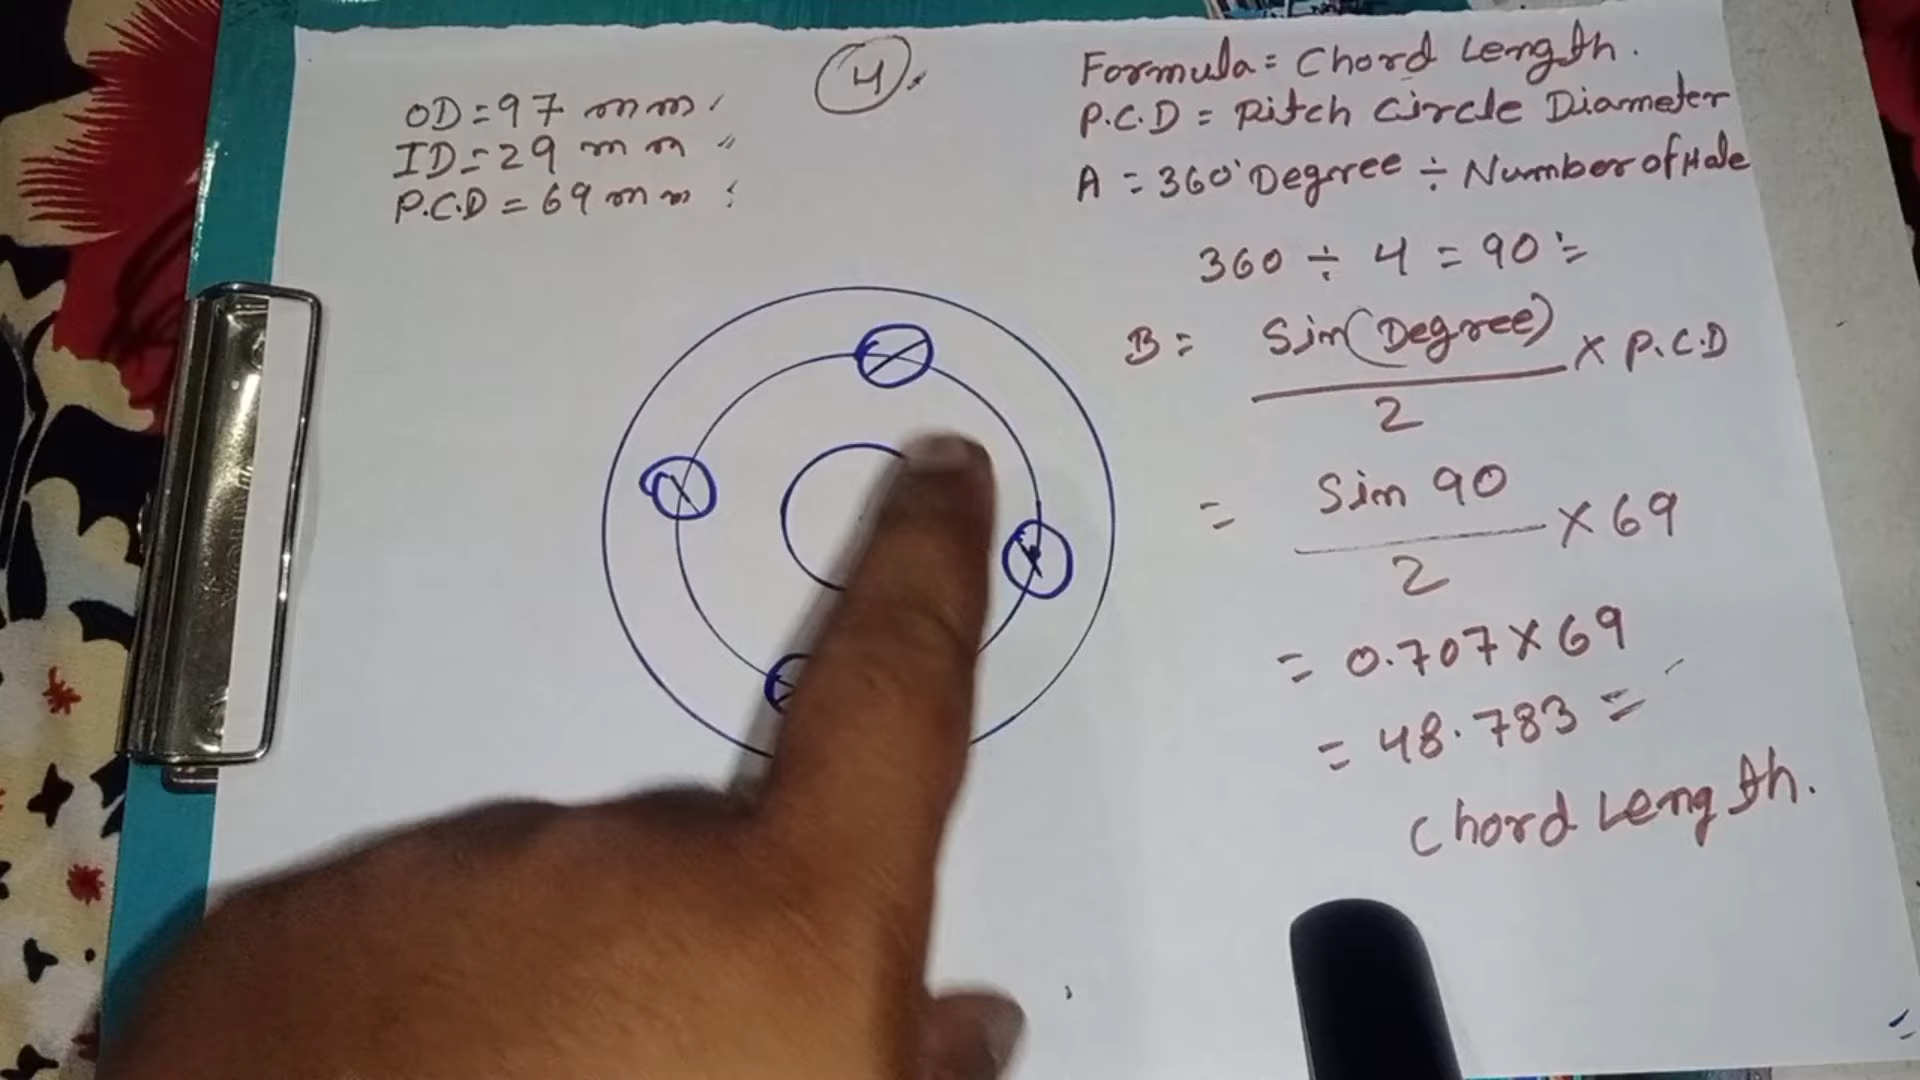 4
OD = 97 mm
ID = 29 mm
P.C.D = 69 mm
Formula = Chord Length.
P.C.D = Pitch Circle Diameter
A = 360° Degree ÷ Number of Hole
360 ÷ 4 = 90 =
B = Sin(Degree) × P.C.D
2
= Sin 90 × 69
2
= 0.707 × 69
= 48.783 =
Chord Length.